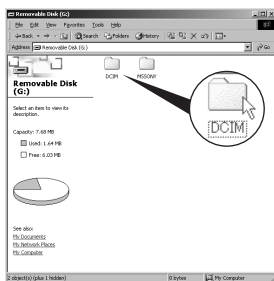 Removable Disk (G:)
File Edit View Favorites Tools Help
Back Search Folders History
Address Removable Disk (G:) Go
DCIM MSSONY
Removable Disk
(G:)
Select an item to view its
description.
Capacity: 7.68 MB
Used: 1.64 MB
Free: 6.03 MB
DCIM
See also:
My Documents
My Network Places
My Computer
2 object(s) (plus 1 hidden) 0 bytes My Computer